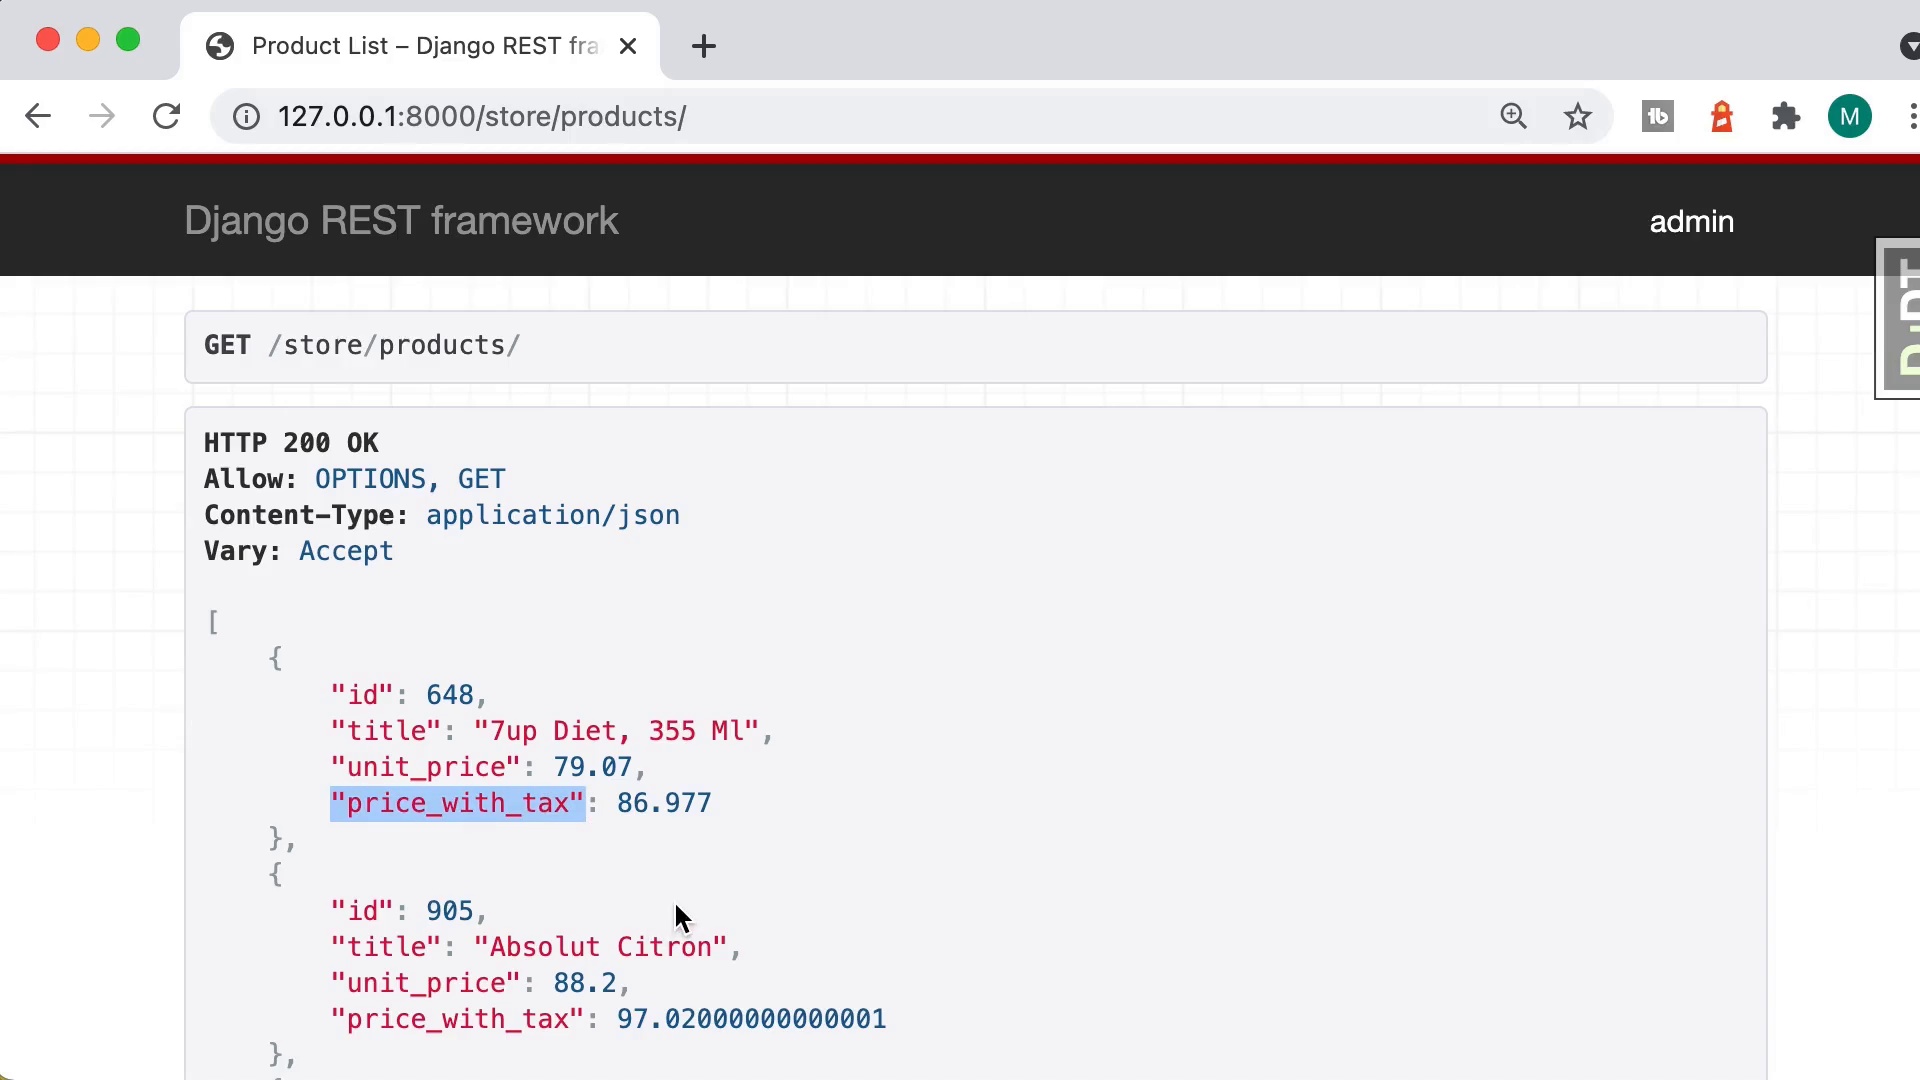 Product List – Django REST fra
127.0.0.1:8000/store/products/
M
Django REST framework
admin
DjDT
GET /store/products/
HTTP 200 OK
Allow: OPTIONS, GET
Content-Type: application/json
Vary: Accept
[
{
"id": 648,
"title": "7up Diet, 355 Ml",
"unit_price": 79.07,
"price_with_tax": 86.977
},
{
"id": 905,
"title": "Absolut Citron",
"unit_price": 88.2,
"price_with_tax": 97.02000000000001
},